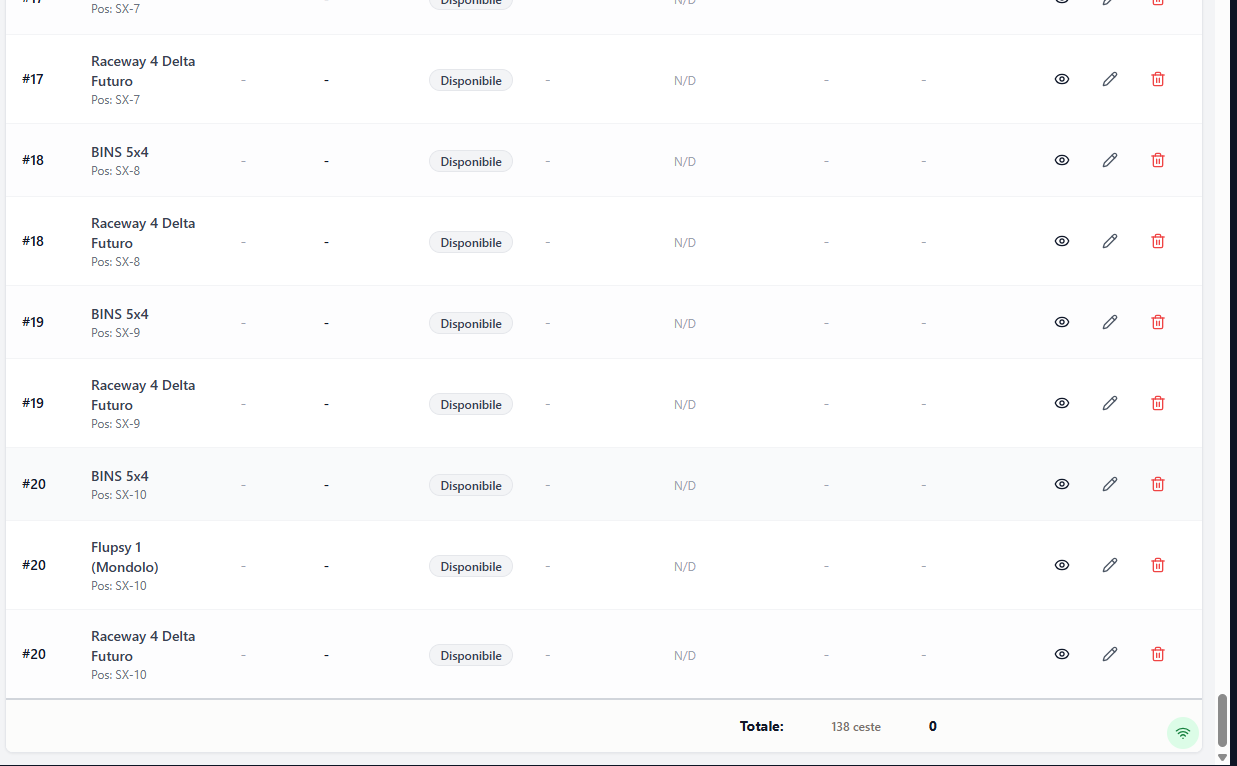 #17 Pos: SX-7 - - Disponibile - N/D - -
Raceway 4 Delta
#17 Futuro - - Disponibile - N/D - -
Pos: SX-7
BINS 5x4
#18 - - Disponibile - N/D - -
Pos: SX-8
Raceway 4 Delta
#18 Futuro - - Disponibile - N/D - -
Pos: SX-8
BINS 5x4
#19 - - Disponibile - N/D - -
Pos: SX-9
Raceway 4 Delta
#19 Futuro - - Disponibile - N/D - -
Pos: SX-9
BINS 5x4
#20 - - Disponibile - N/D - -
Pos: SX-10
Flupsy 1
#20 (Mondolo) - - Disponibile - N/D - -
Pos: SX-10
Raceway 4 Delta
#20 Futuro - - Disponibile - N/D - -
Pos: SX-10
Totale: 138 ceste 0